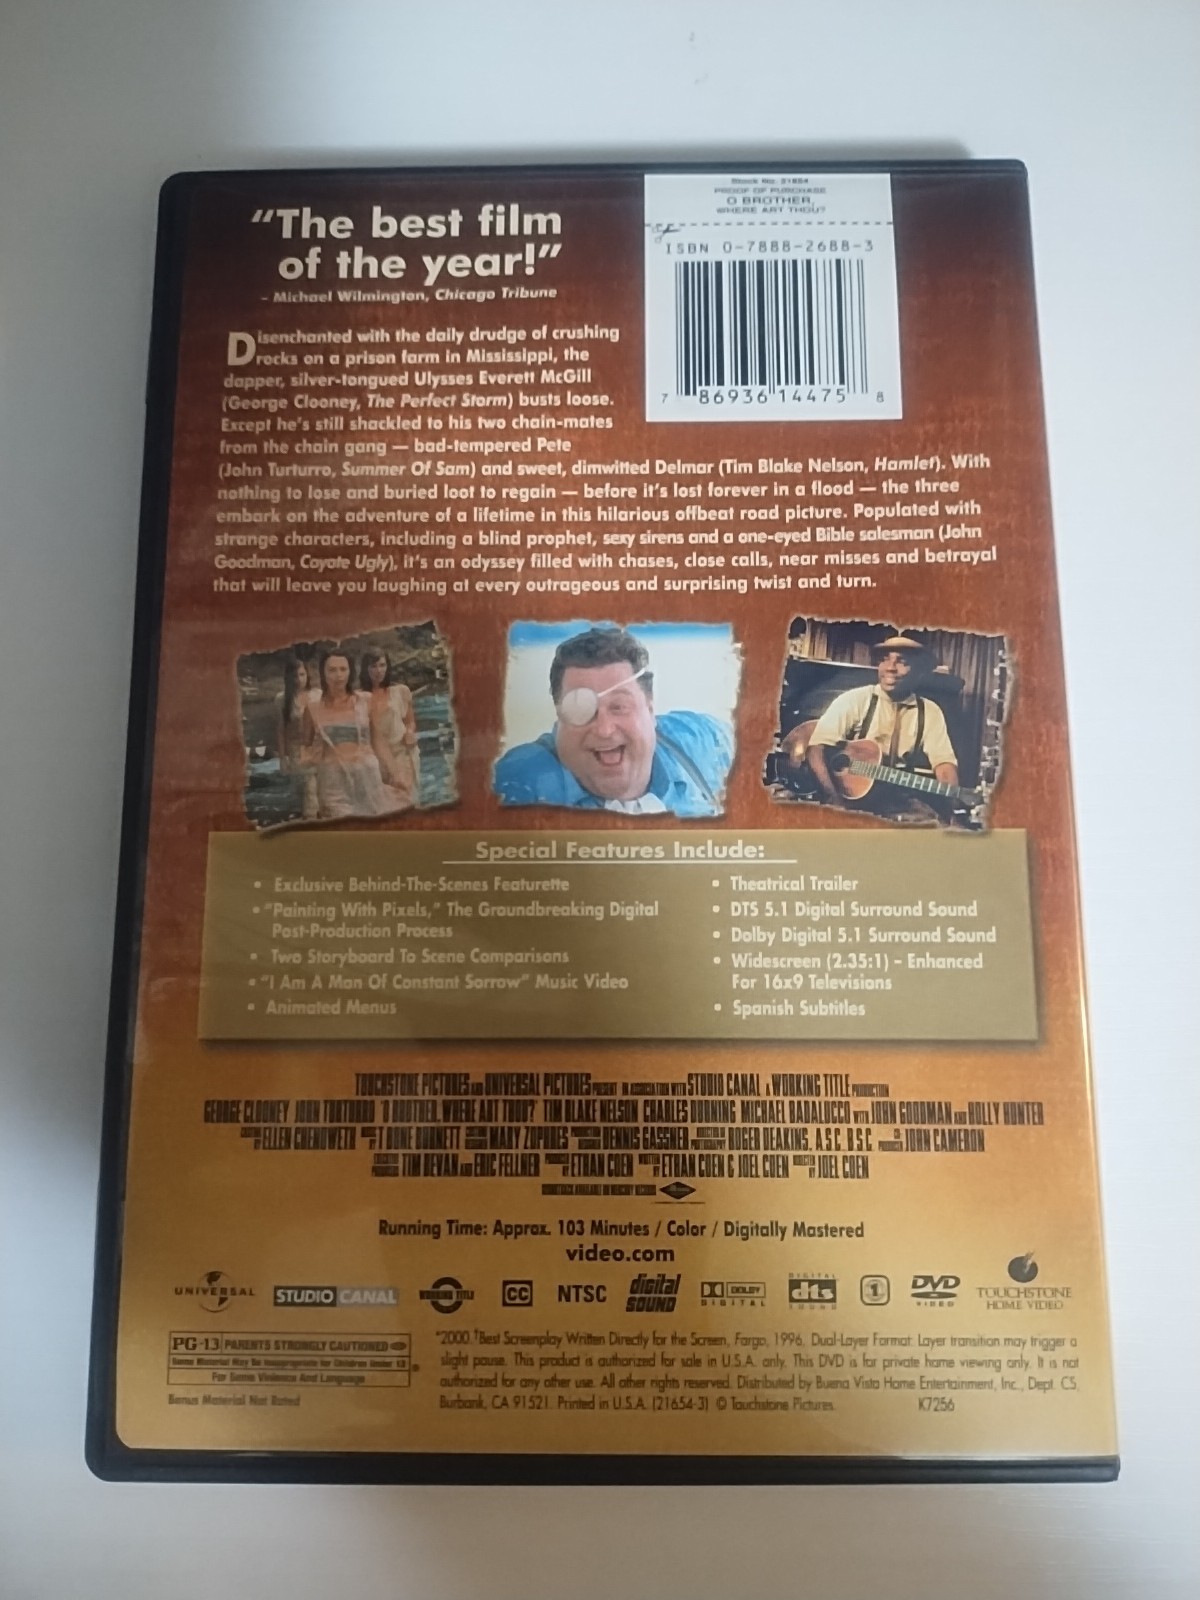 "The best film
of the year!"
– Michael Wilmington, Chicago Tribune
Stock No. 21654
PROOF OF PURCHASE
O BROTHER,
WHERE ART THOU?
ISBN 0-7888-2688-3
7 86936 14475 8
Disenchanted with the daily drudge of crushing
rocks on a prison farm in Mississippi, the
dapper, silver-tongued Ulysses Everett McGill
(George Clooney, The Perfect Storm) busts loose.
Except he's still shackled to his two chain-mates
from the chain gang — bad-tempered Pete
(John Turturro, Summer Of Sam) and sweet, dimwitted Delmar (Tim Blake Nelson, Hamlet). With
nothing to lose and buried loot to regain — before it's lost forever in a flood — the three
embark on the adventure of a lifetime in this hilarious offbeat road picture. Populated with
strange characters, including a blind prophet, sexy sirens and a one-eyed Bible salesman (John
Goodman, Coyote Ugly), it's an odyssey filled with chases, close calls, near misses and betrayal
that will leave you laughing at every outrageous and surprising twist and turn.
Special Features Include:
• Exclusive Behind-The-Scenes Featurette
• "Painting With Pixels," The Groundbreaking Digital
Post-Production Process
• Two Storyboard To Scene Comparisons
• "I Am A Man Of Constant Sorrow" Music Video
• Animated Menus
• Theatrical Trailer
• DTS 5.1 Digital Surround Sound
• Dolby Digital 5.1 Surround Sound
• Widescreen (2.35:1) – Enhanced
For 16x9 Televisions
• Spanish Subtitles
TOUCHSTONE PICTURES AND UNIVERSAL PICTURES PRESENT IN ASSOCIATION WITH STUDIO CANAL A WORKING TITLE PRODUCTION
GEORGE CLOONEY JOHN TURTURRO "O BROTHER, WHERE ART THOU?" TIM BLAKE NELSON CHARLES DURNING MICHAEL BADALUCCO WITH JOHN GOODMAN AND HOLLY HUNTER
ELLEN CHENOWETH T BONE BURNETT MARY ZOPHRES DENNIS GASSNER ROGER DEAKINS, A.S.C. B.S.C. JOHN CAMERON
TIM BEVAN AND ERIC FELLNER ETHAN COEN ETHAN COEN & JOEL COEN JOEL COEN
SOUNDTRACK AVAILABLE ON MERCURY RECORDS
Running Time: Approx. 103 Minutes / Color / Digitally Mastered
video.com
UNIVERSAL STUDIO CANAL WORKING TITLE CC NTSC digital SOUND DOLBY DIGITAL DIGITAL dts SOUND 1 DVD VIDEO TOUCHSTONE HOME VIDEO
PG-13 PARENTS STRONGLY CAUTIONED
Some Material May Be Inappropriate for Children Under 13
For Some Violence And Language
Bonus Material Not Rated
*2000. †Best Screenplay Written Directly for the Screen, Fargo, 1996. Dual-Layer Format. Layer transition may trigger a
slight pause. This product is authorized for sale in U.S.A. only. This DVD is for private home viewing only. It is not
authorized for any other use. All other rights reserved. Distributed by Buena Vista Home Entertainment, Inc., Dept. CS,
Burbank, CA 91521. Printed in U.S.A. (21654-3) © Touchstone Pictures. K7256